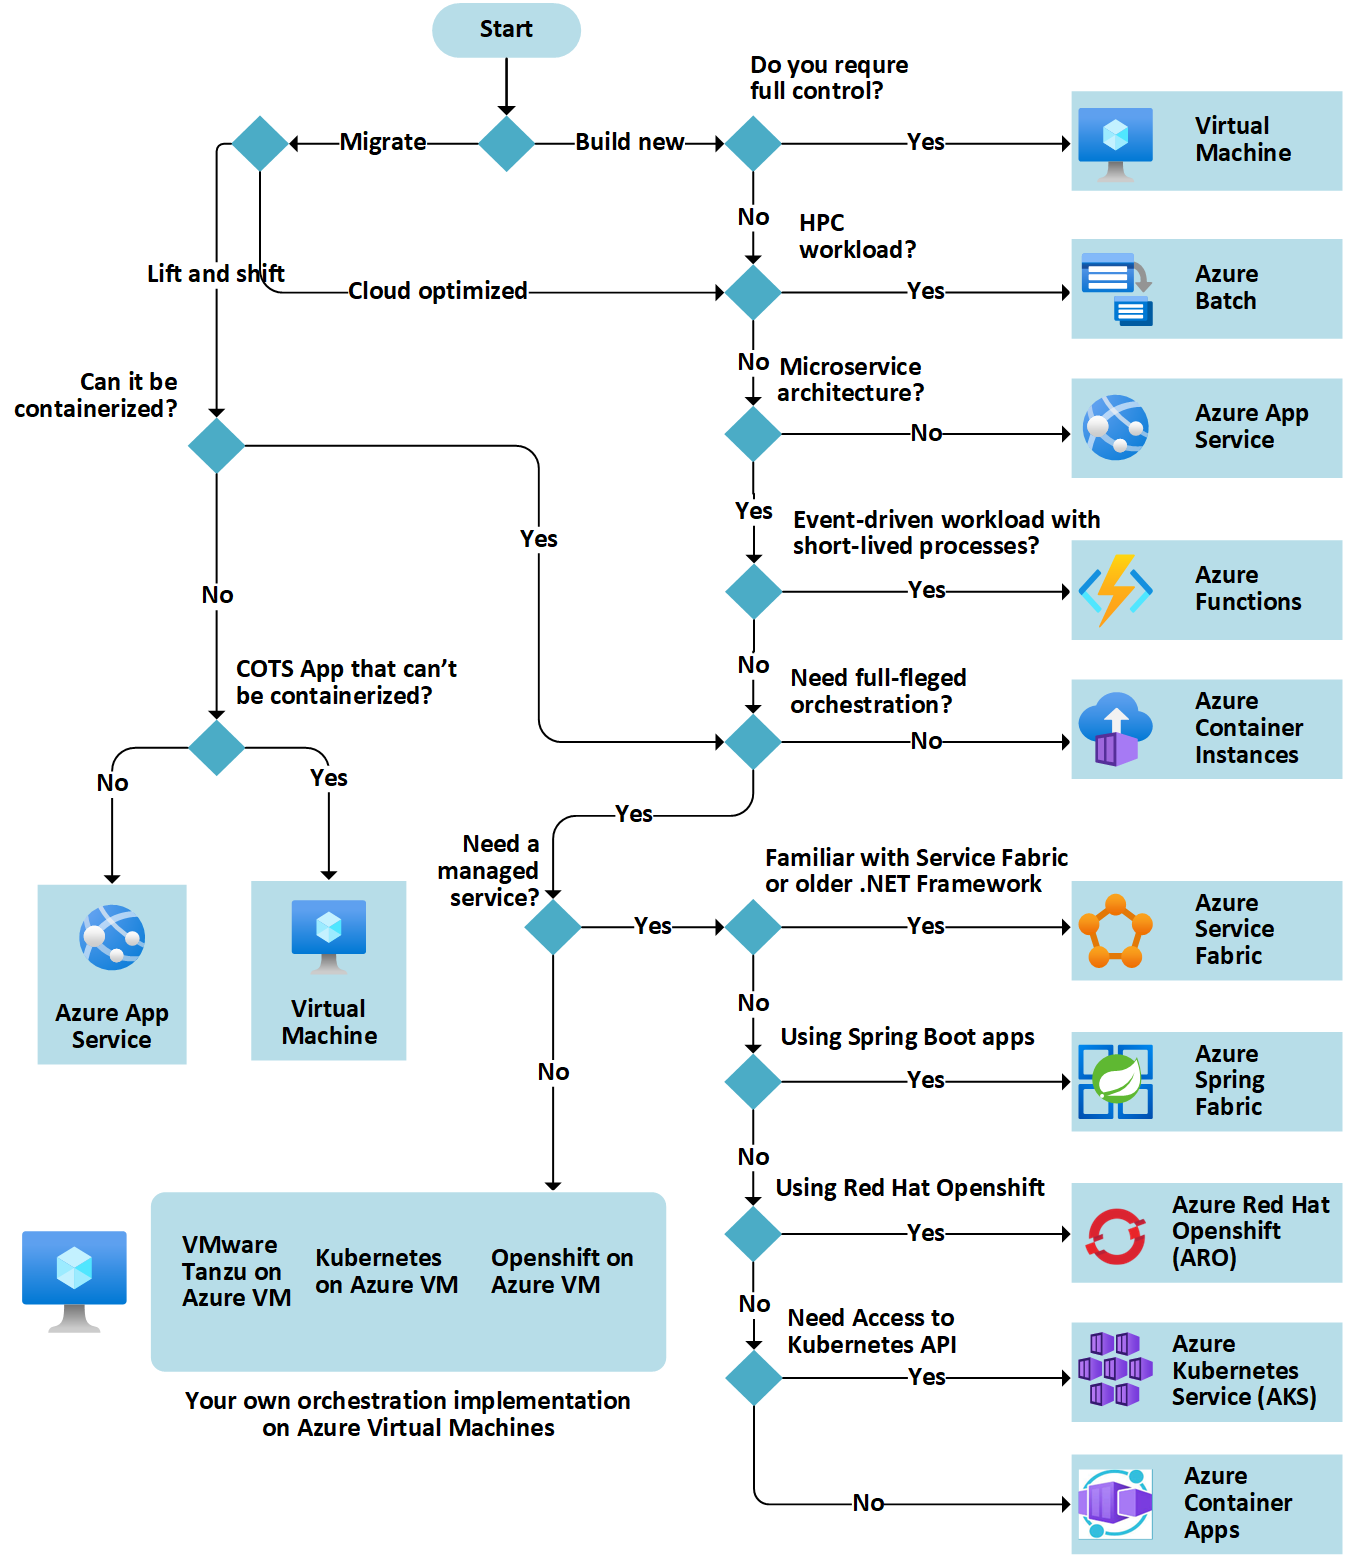 Start
Do you requre
full control?
Migrate
Build new
Yes
Virtual
Machine
No
HPC
workload?
Lift and shift
Cloud optimized
Yes
Azure
Batch
No
Microservice
architecture?
Can it be
containerized?
No
Azure App
Service
Yes
Event-driven workload with
short-lived processes?
Yes
No
Yes
Azure
Functions
No
COTS App that can't
be containerized?
Need full-fleged
orchestration?
No
Azure
Container
Instances
No
Yes
Yes
Need a
managed
service?
Familiar with Service Fabric
or older .NET Framework
Yes
Yes
Azure
Service
Fabric
Azure App
Service
Virtual
Machine
No
Using Spring Boot apps
No
Yes
Azure
Spring
Fabric
No
Using Red Hat Openshift
Yes
Azure Red Hat
Openshift
(ARO)
VMware
Tanzu on
Azure VM
Kubernetes
on Azure VM
Openshift on
Azure VM
No
Need Access to
Kubernetes API
Yes
Azure
Kubernetes
Service (AKS)
Your own orchestration implementation
on Azure Virtual Machines
No
Azure
Container
Apps